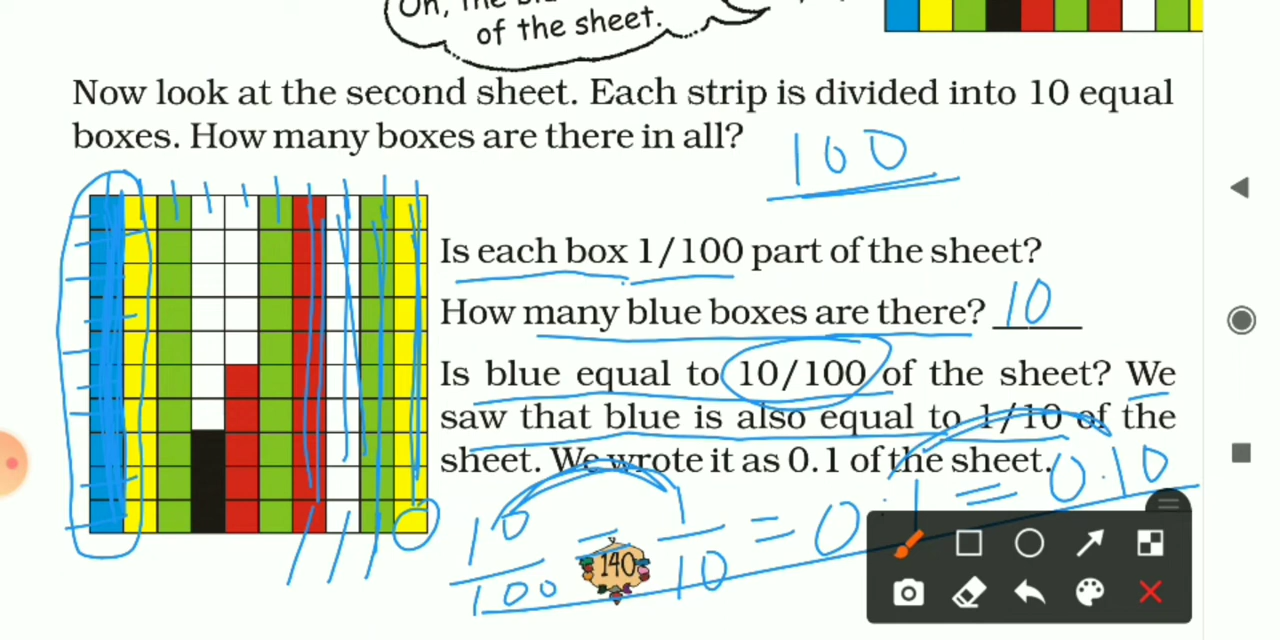 of the sheet.
Now look at the second sheet. Each strip is divided into 10 equal
boxes. How many boxes are there in all?
100
Is each box 1/100 part of the sheet?
How many blue boxes are there? 10
Is blue equal to 10/100 of the sheet? We
saw that blue is also equal to 1/10 of the
sheet. We wrote it as 0.1 of the sheet.
10/100 = 1/10 = 0.1 = 0.10
140